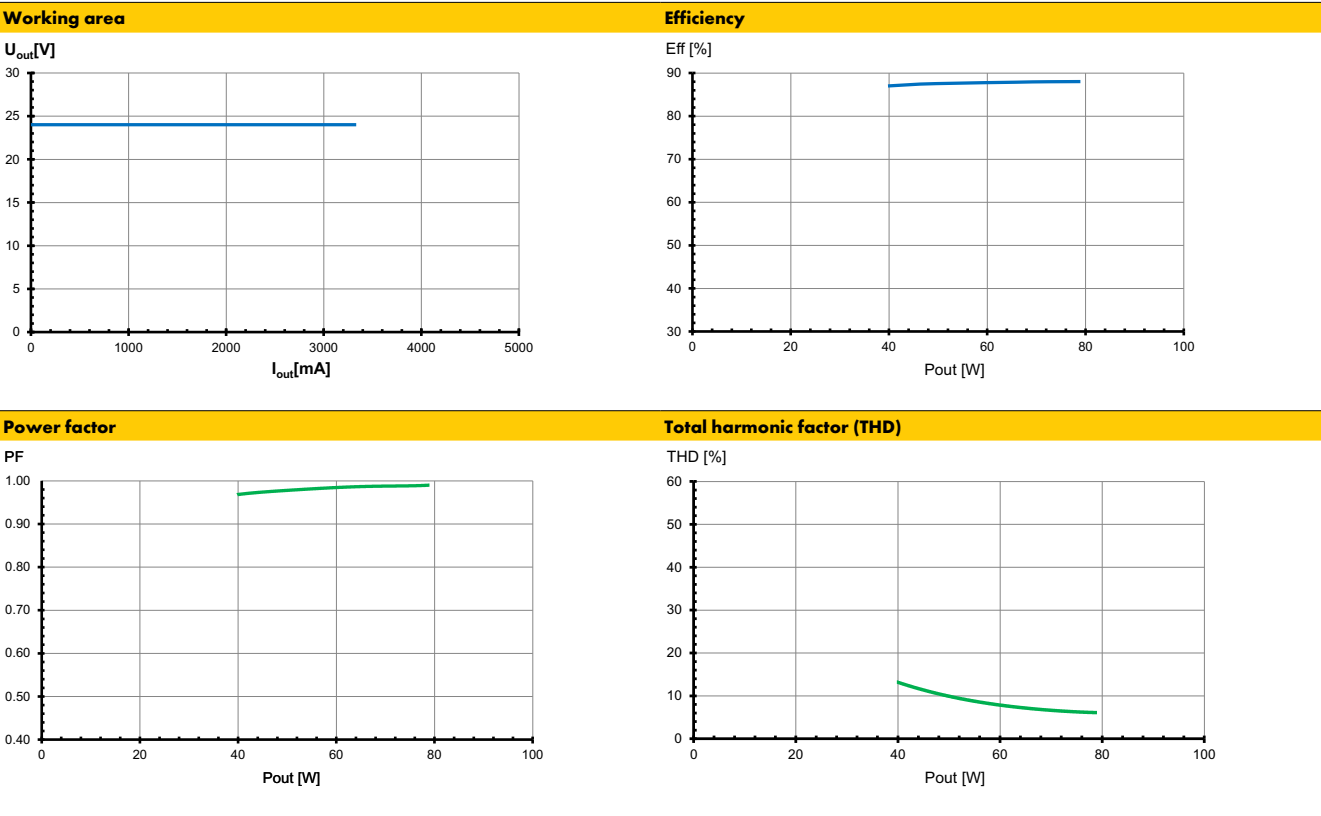 Working area
U_out[V]
30
25
20
15
10
5
0
0 1000 2000 3000 4000 5000
I_out[mA]
Efficiency
Eff [%]
90
80
70
60
50
40
30
0 20 40 60 80 100
Pout [W]
Power factor
PF
1.00
0.90
0.80
0.70
0.60
0.50
0.40
0 20 40 60 80 100
Pout [W]
Total harmonic factor (THD)
THD [%]
60
50
40
30
20
10
0
0 20 40 60 80 100
Pout [W]